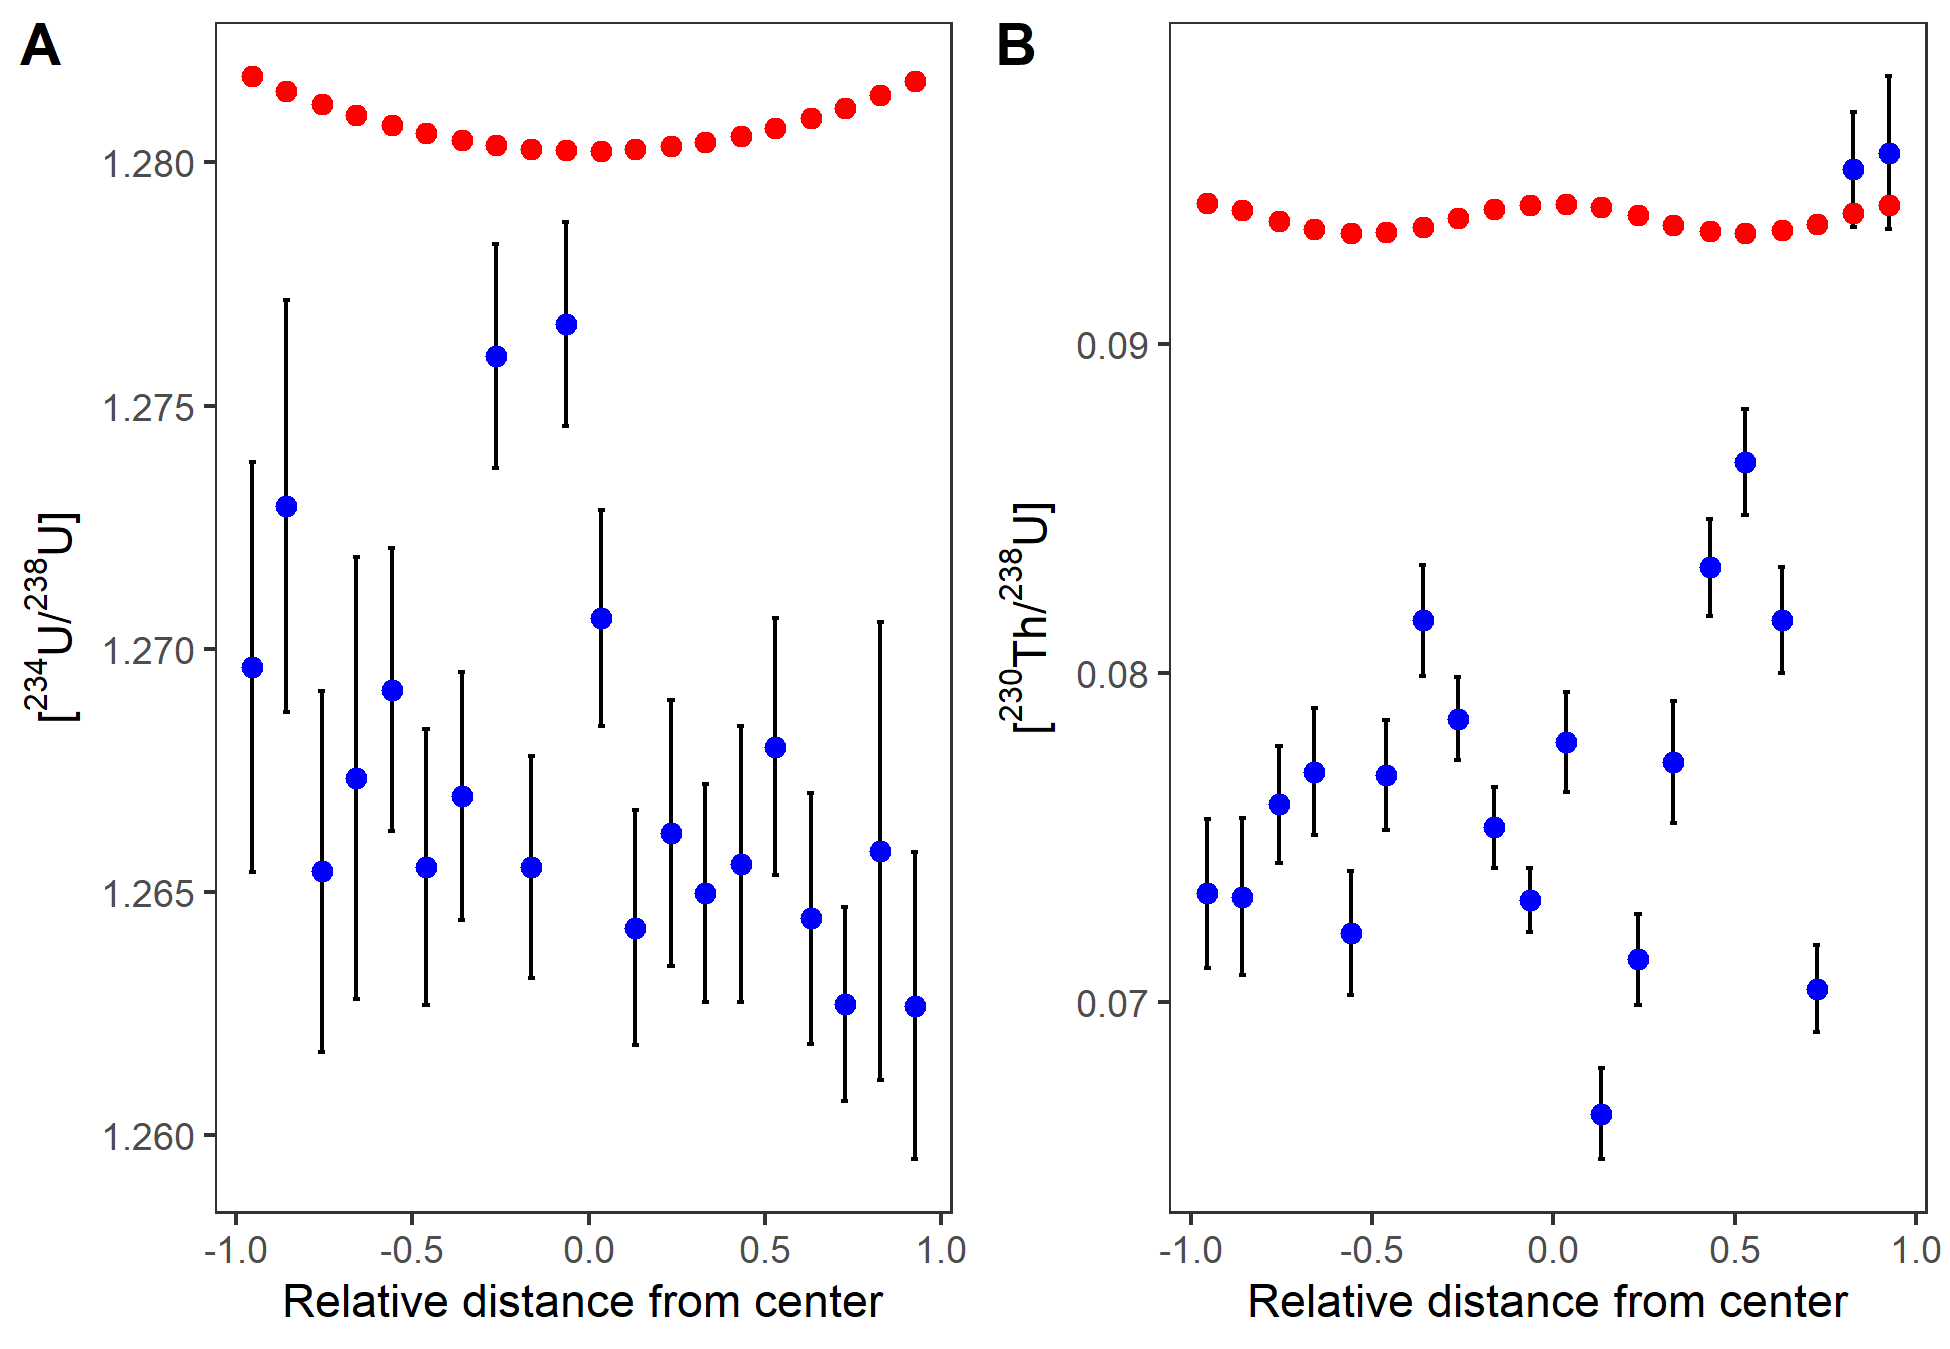 A
B
[²³⁴U/²³⁸U]
1.280
1.275
1.270
1.265
1.260
-1.0 -0.5 0.0 0.5 1.0
Relative distance from center
[²³⁰Th/²³⁸U]
0.09
0.08
0.07
-1.0 -0.5 0.0 0.5 1.0
Relative distance from center